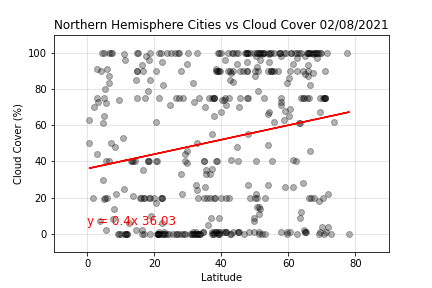 Northern Hemisphere Cities vs Cloud Cover 02/08/2021
Cloud Cover (%)
100
80
60
40
20
0
y = 0.4x 36.03
0
20
40
60
80
Latitude